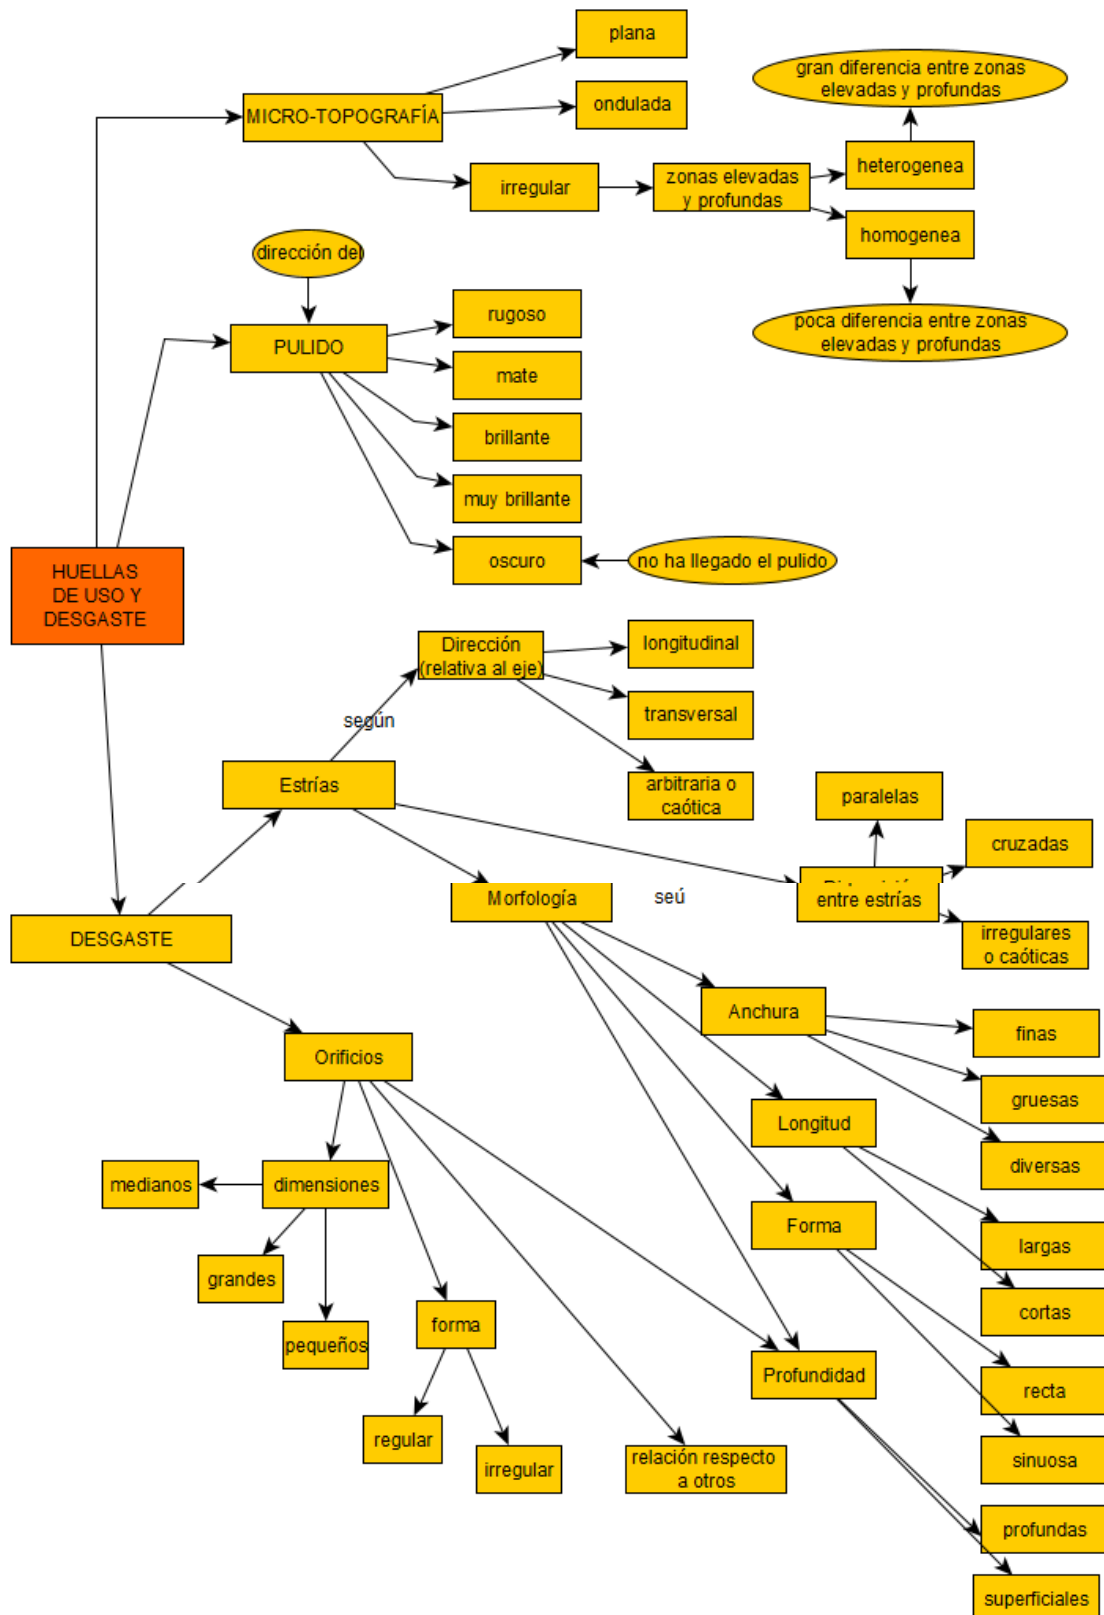 plana
MICRO-TOPOGRAFÍA
ondulada
gran diferencia entre zonas
elevadas y profundas
irregular
zonas elevadas
y profundas
heterogenea
homogenea
poca diferencia entre zonas
elevadas y profundas
dirección del
PULIDO
rugoso
mate
brillante
muy brillante
oscuro
no ha llegado el pulido
HUELLAS
DE USO Y
DESGASTE
según
Dirección
(relativa al eje)
longitudinal
transversal
arbitraria o
caótica
Estrías
paralelas
cruzadas
entre estrías
irregulares
o caóticas
Morfología
seú
DESGASTE
Anchura
finas
gruesas
diversas
Orificios
Longitud
largas
cortas
medianos
dimensiones
grandes
pequeños
Forma
recta
sinuosa
forma
regular
irregular
relación respecto
a otros
Profundidad
profundas
superficiales